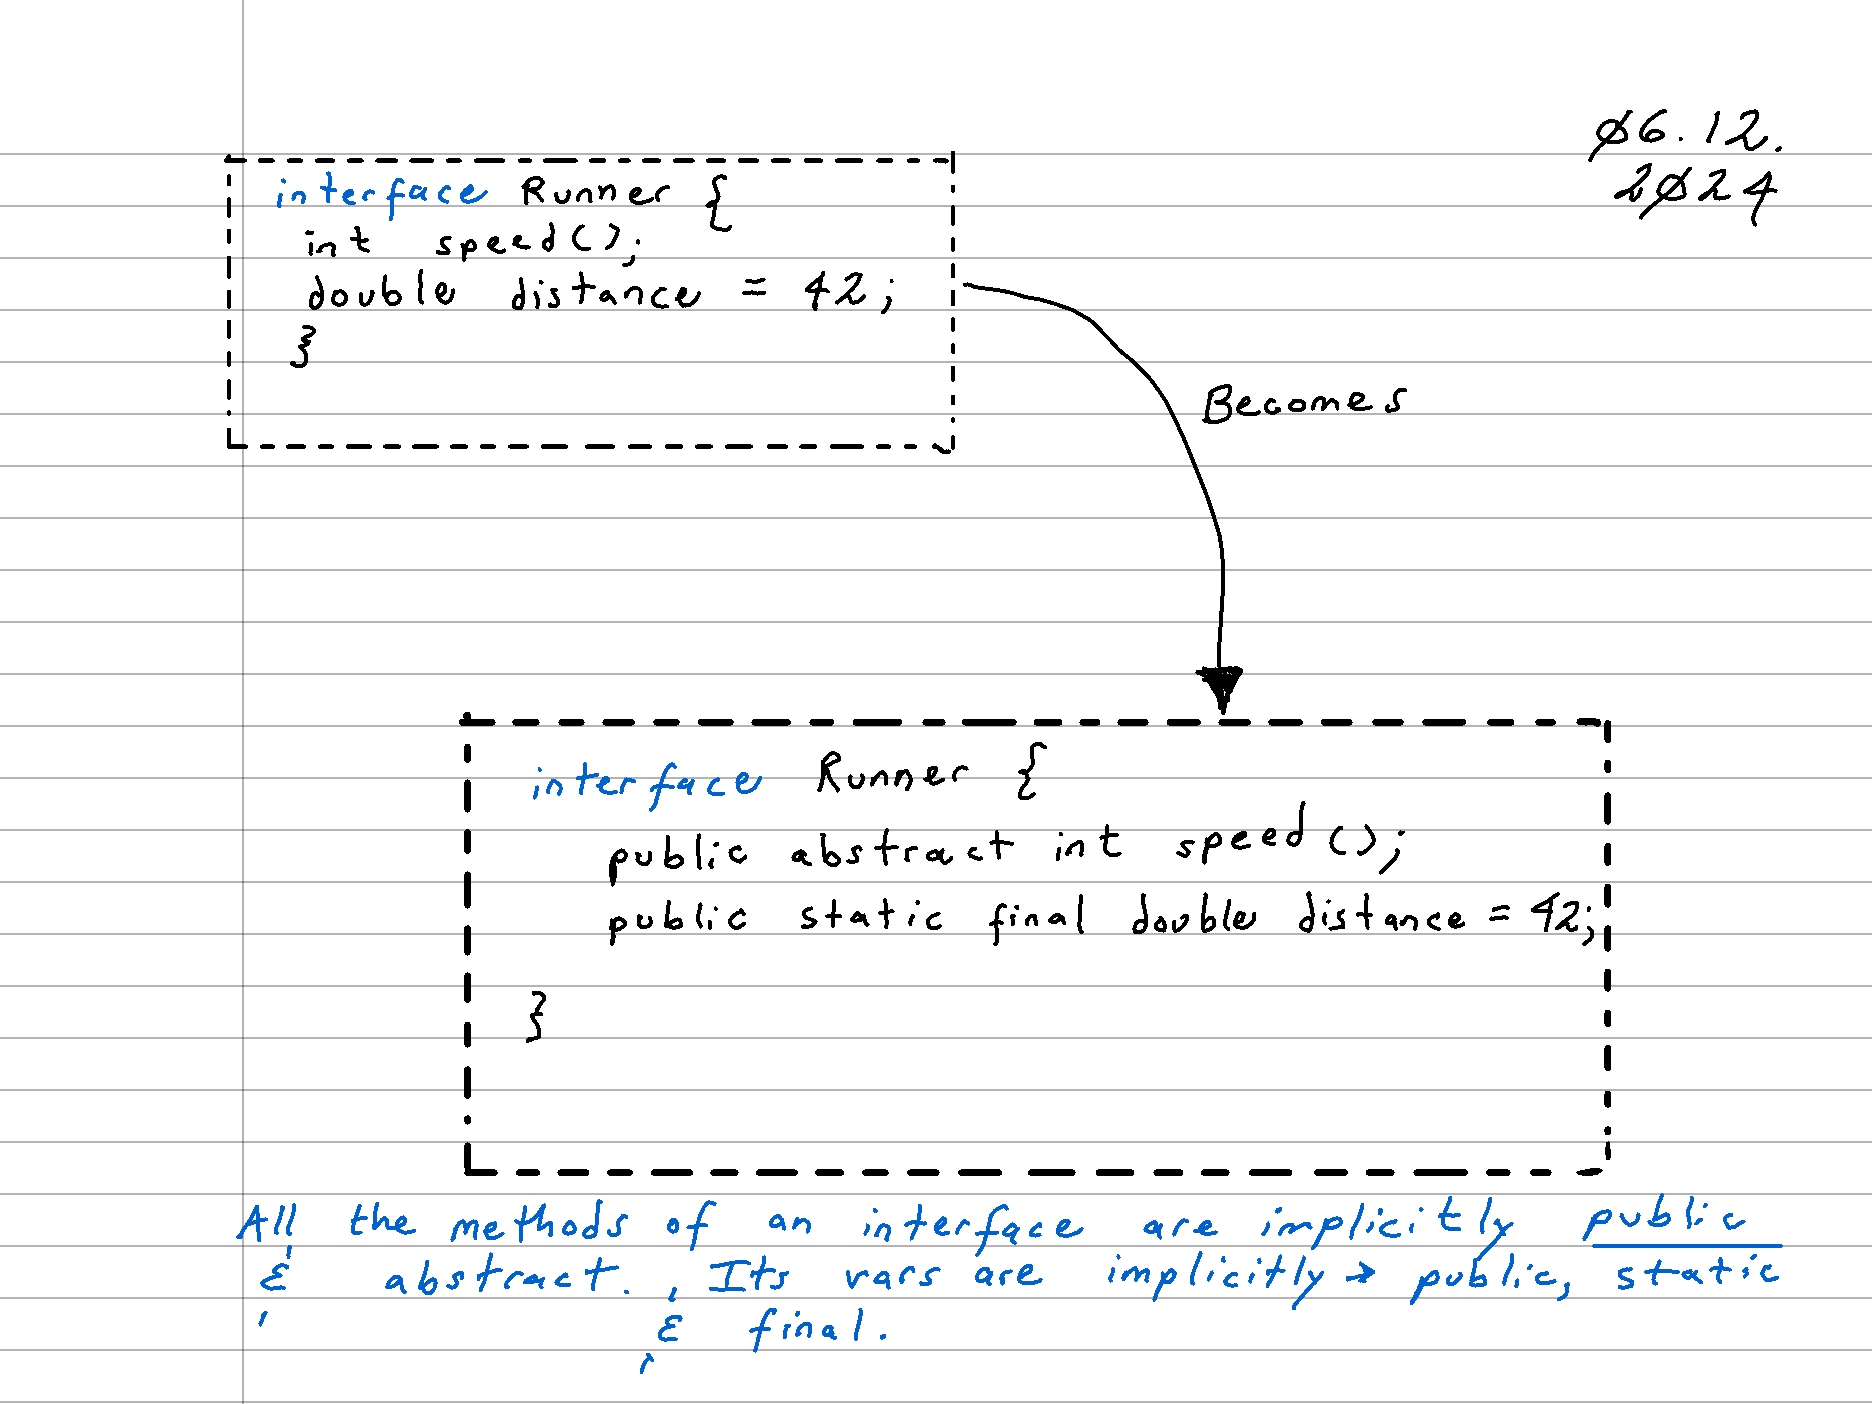 Ø6.12.
2Ø24
interface Runner {
int speed();
double distance = 42;
}
Becomes
interface Runner {
public abstract int speed();
public static final double distance = 42;
}
All the methods of an interface are implicitly public
& abstract. , Its vars are implicitly → public, static
& final.